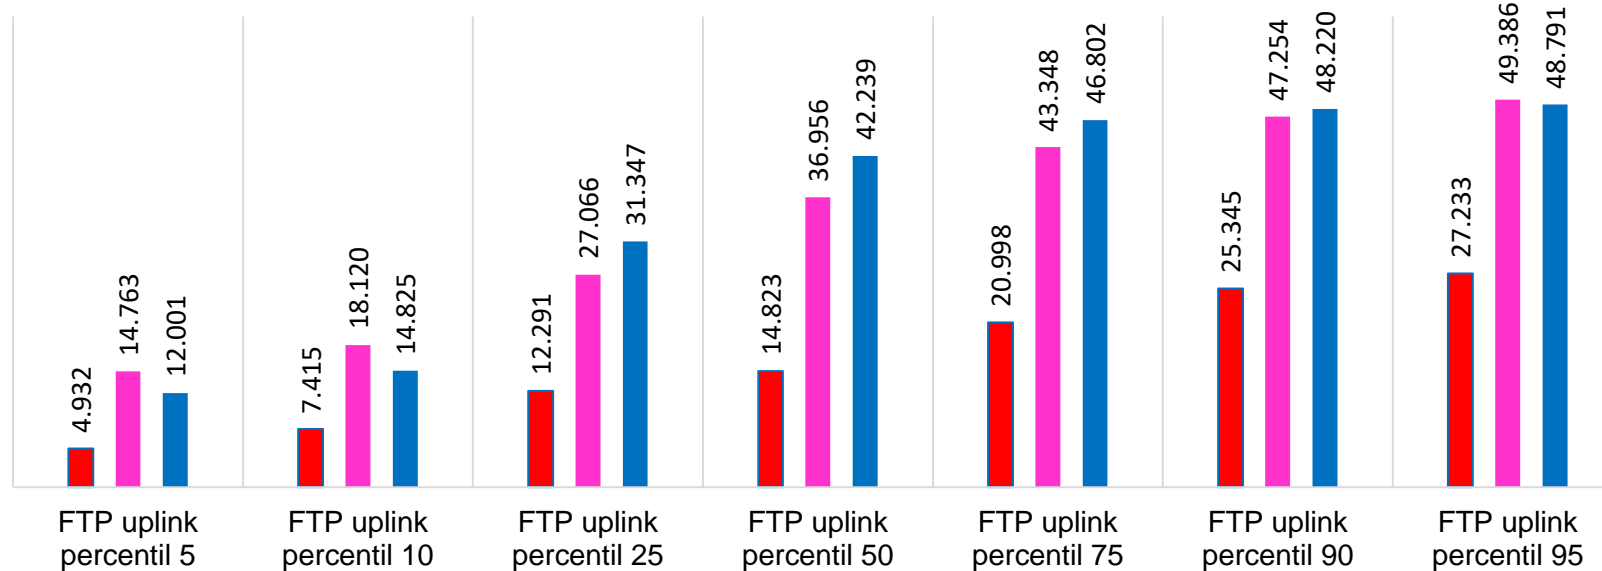 4.932
14.763
12.001
7.415
18.120
14.825
12.291
27.066
31.347
14.823
36.956
42.239
20.998
43.348
46.802
25.345
47.254
48.220
27.233
49.386
48.791
FTP uplink
percentil 5
FTP uplink
percentil 10
FTP uplink
percentil 25
FTP uplink
percentil 50
FTP uplink
percentil 75
FTP uplink
percentil 90
FTP uplink
percentil 95